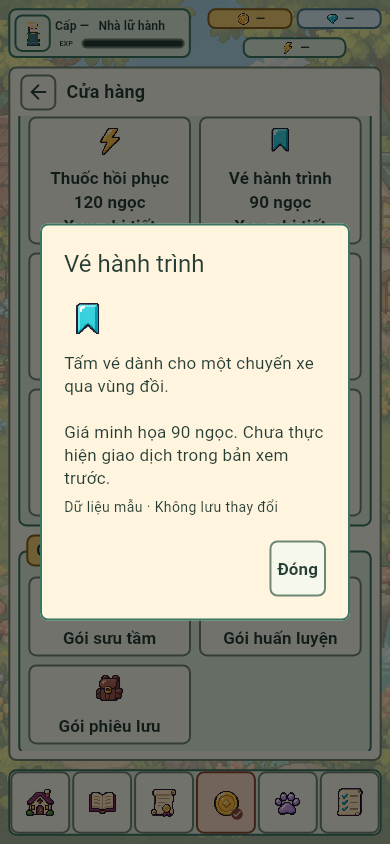 Cấp — Nhà lữ hành
EXP
—
—
—
Cửa hàng
Thuốc hồi phục
120 ngọc
Vé hành trình
90 ngọc
Vé hành trình
Tấm vé dành cho một chuyến xe
qua vùng đồi.
Giá minh họa 90 ngọc. Chưa thực
hiện giao dịch trong bản xem
trước.
Dữ liệu mẫu · Không lưu thay đổi
Đóng
Gói sưu tầm
Gói huấn luyện
Gói phiêu lưu